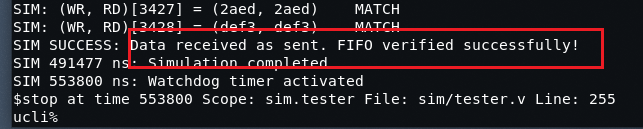 SIM: (WR, RD)[3427] = (2aed, 2aed)    MATCH
SIM: (WR, RD)[3428] = (def3, def3)    MATCH
SIM SUCCESS: Data received as sent. FIFO verified successfully!
SIM 491477 ns: Simulation completed
SIM 553800 ns: Watchdog timer activated
$stop at time 553800 Scope: sim.tester File: sim/tester.v Line: 255
ucli%